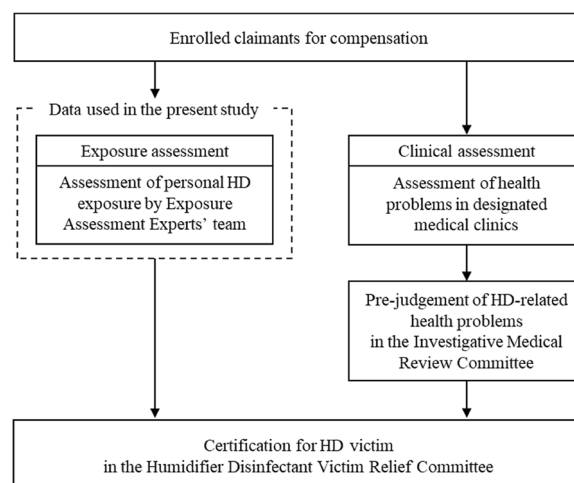 Enrolled claimants for compensation
Data used in the present study
Exposure assessment
Assessment of personal HD
exposure by Exposure
Assessment Experts' team
Clinical assessment
Assessment of health
problems in designated
medical clinics
Pre-judgement of HD-related
health problems
in the Investigative Medical
Review Committee
Certification for HD victim
in the Humidifier Disinfectant Victim Relief Committee